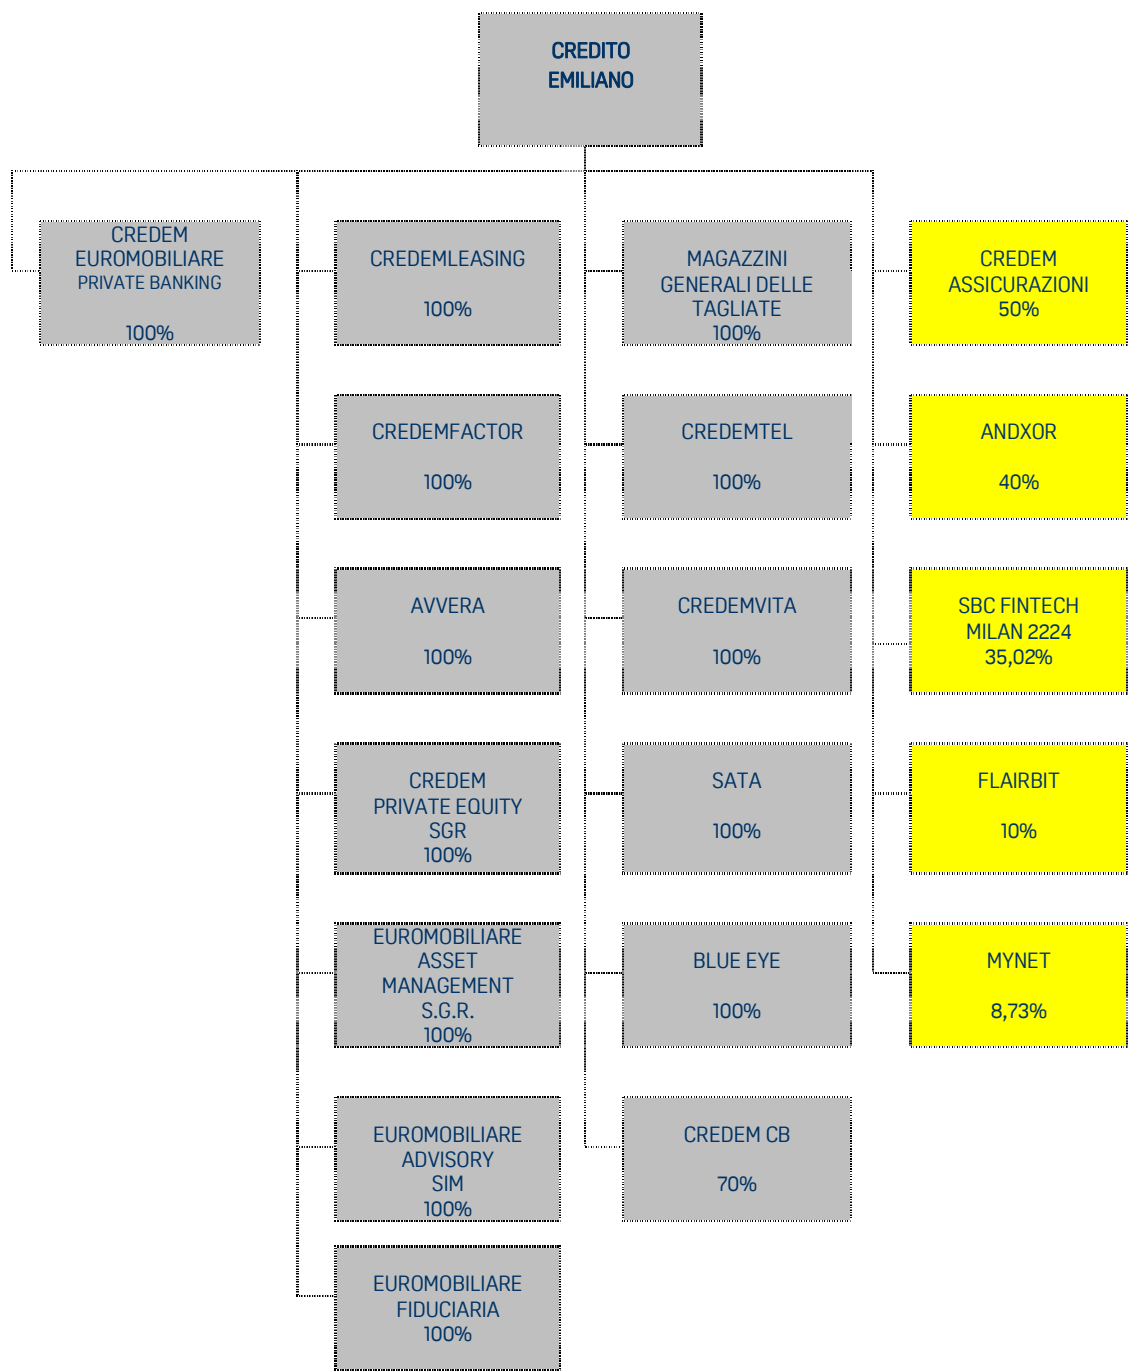 CREDITO
EMILIANO
CREDEM
EUROMOBILIARE
PRIVATE BANKING
100%
CREDEMLEASING
100%
MAGAZZINI
GENERALI DELLE
TAGLIATE
100%
CREDEM
ASSICURAZIONI
50%
CREDEMFACTOR
100%
CREDEMTEL
100%
ANDXOR
40%
AVVERA
100%
CREDEMVITA
100%
SBC FINTECH
MILAN 2224
35,02%
CREDEM
PRIVATE EQUITY
SGR
100%
SATA
100%
FLAIRBIT
10%
EUROMOBILIARE
ASSET
MANAGEMENT
S.G.R.
100%
BLUE EYE
100%
MYNET
8,73%
EUROMOBILIARE
ADVISORY
SIM
100%
CREDEM CB
70%
EUROMOBILIARE
FIDUCIARIA
100%